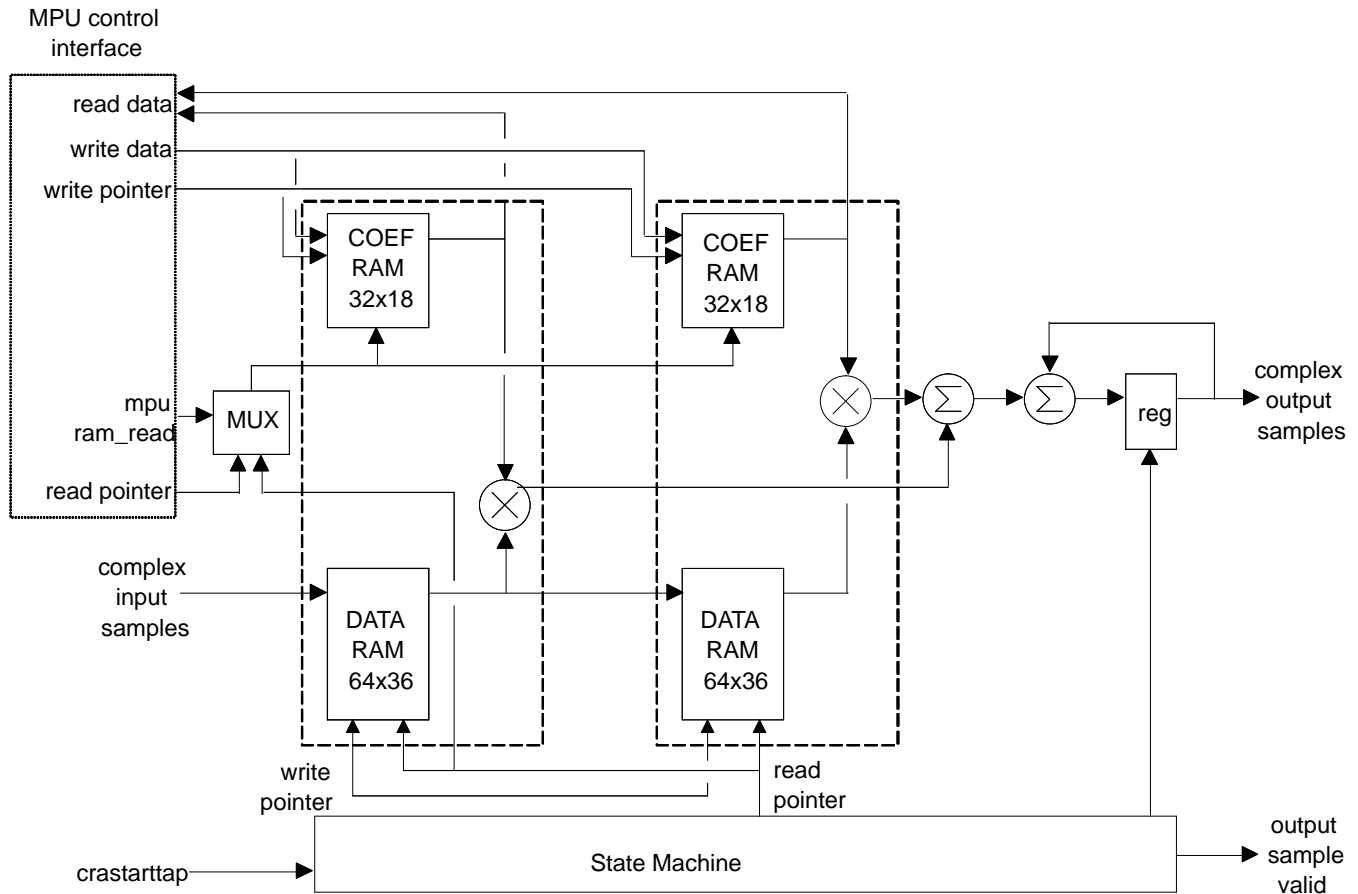 MPU control
interface
read data
write data
write pointer
COEF
RAM
32x18
COEF
RAM
32x18
mpu
ram_read
MUX
read pointer
reg
complex
output
samples
complex
input
samples
DATA
RAM
64x36
DATA
RAM
64x36
write
pointer
read
pointer
State Machine
crastarttap
output
sample
valid